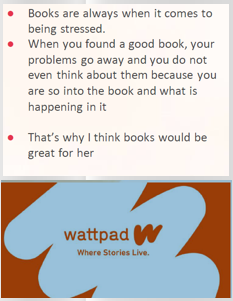 Books are always when it comes to
being stressed.
When you found a good book, your
problems go away and you do not
even think about them because you
are so into the book and what is
happening in it
That's why I think books would be
great for her
wattpad
Where Stories Live.